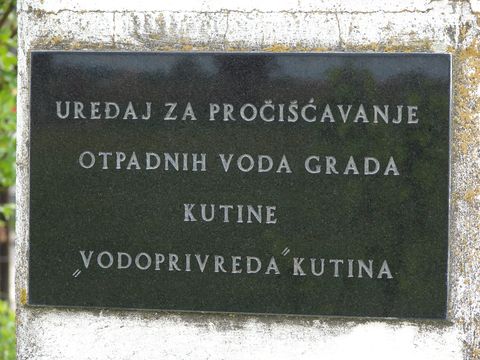 UREĐAJ ZA PROČIŠĆAVANJE
OTPADNIH VODA GRADA
KUTINE
„VODOPRIVREDA" KUTINA